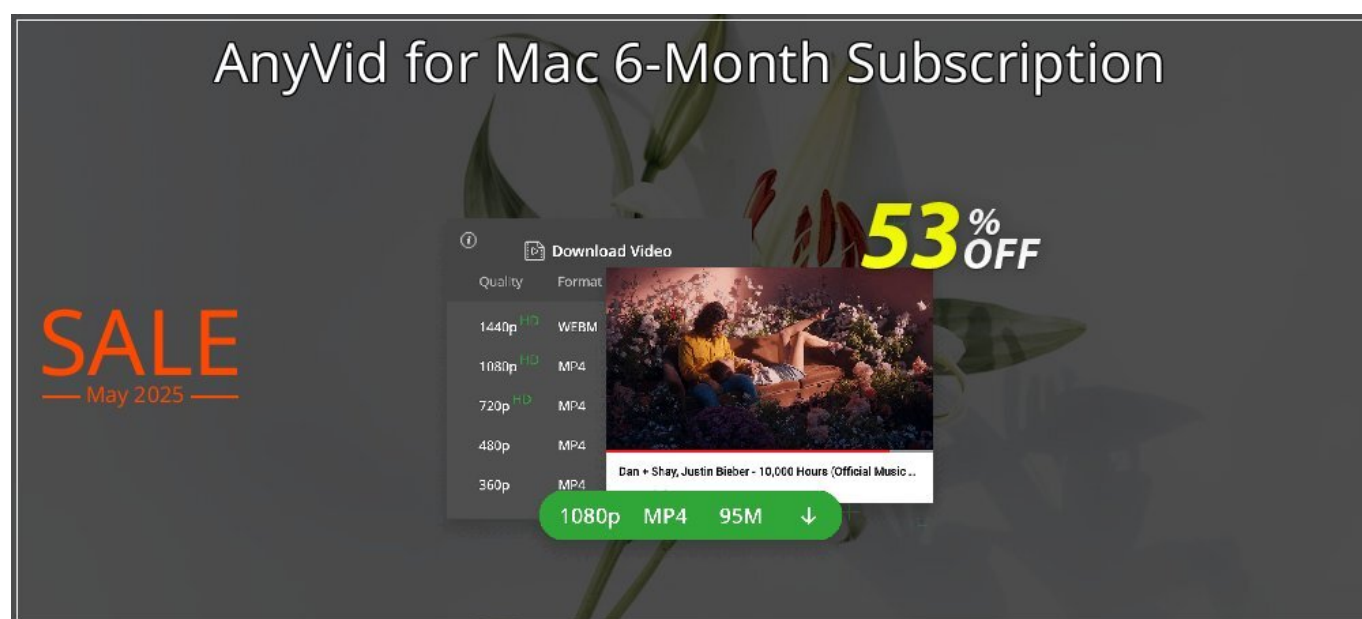 AnyVid for Mac 6-Month Subscription
53%
OFF
SALE
May 2025
Download Video
Quality Format
1440p HD WEBM
1080p HD MP4
720p HD MP4
480p MP4
360p MP4
Dan + Shay, Justin Bieber - 10,000 Hours (Official Music ...
1080p MP4 95M